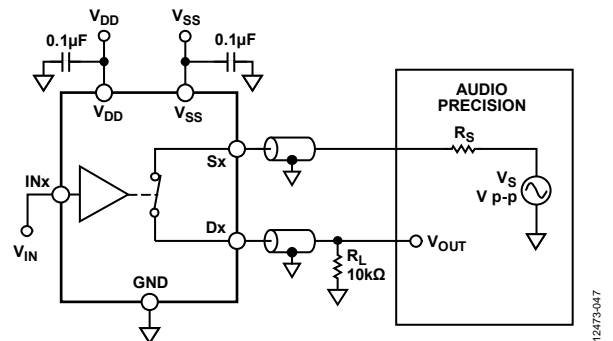 VDD
VSS
0.1µF
0.1µF
VDD
VSS
AUDIO
PRECISION
RS
Sx
VS
V p-p
INx
Dx
VOUT
VIN
RL
10kΩ
GND
12473-047